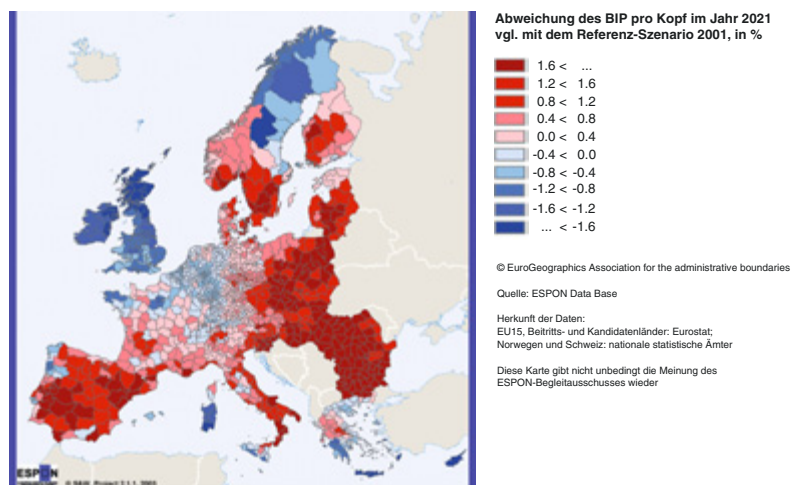 Abweichung des BIP pro Kopf im Jahr 2021
vgl. mit dem Referenz-Szenario 2001, in %
1.6 < ...
1.2 < 1.6
0.8 < 1.2
0.4 < 0.8
0.0 < 0.4
-0.4 < 0.0
-0.8 < -0.4
-1.2 < -0.8
-1.6 < -1.2
... < -1.6
© EuroGeographics Association for the administrative boundaries
Quelle: ESPON Data Base
Herkunft der Daten:
EU15, Beitritts- und Kandidatenländer: Eurostat;
Norwegen und Schweiz: nationale statistische Ämter
Diese Karte gibt nicht unbedingt die Meinung des
ESPON-Begleitausschusses wieder
ESPON